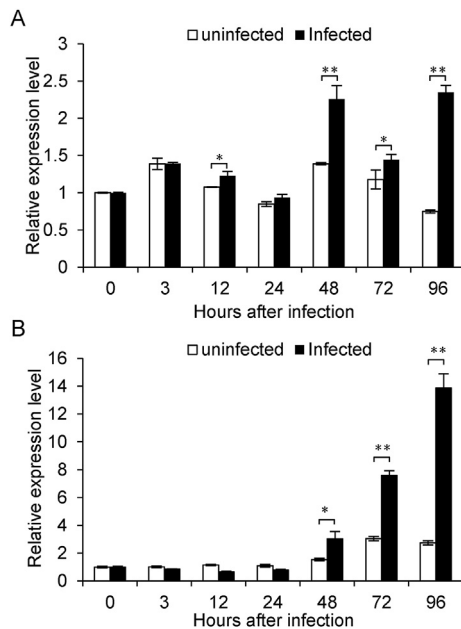 A
uninfected Infected
Relative expression level
3
2.5
2
1.5
1
0.5
0
**
**
*
*
0 3 12 24 48 72 96
Hours after infection
B
uninfected Infected
Relative expression level
16
14
12
10
8
6
4
2
0
**
**
*
0 3 12 24 48 72 96
Hours after infection